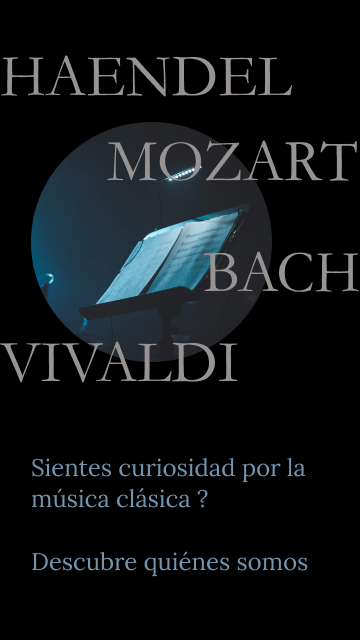 HAENDEL
MOZART
BACH
VIVALDI
Sientes curiosidad por la
música clásica ?
Descubre quiénes somos